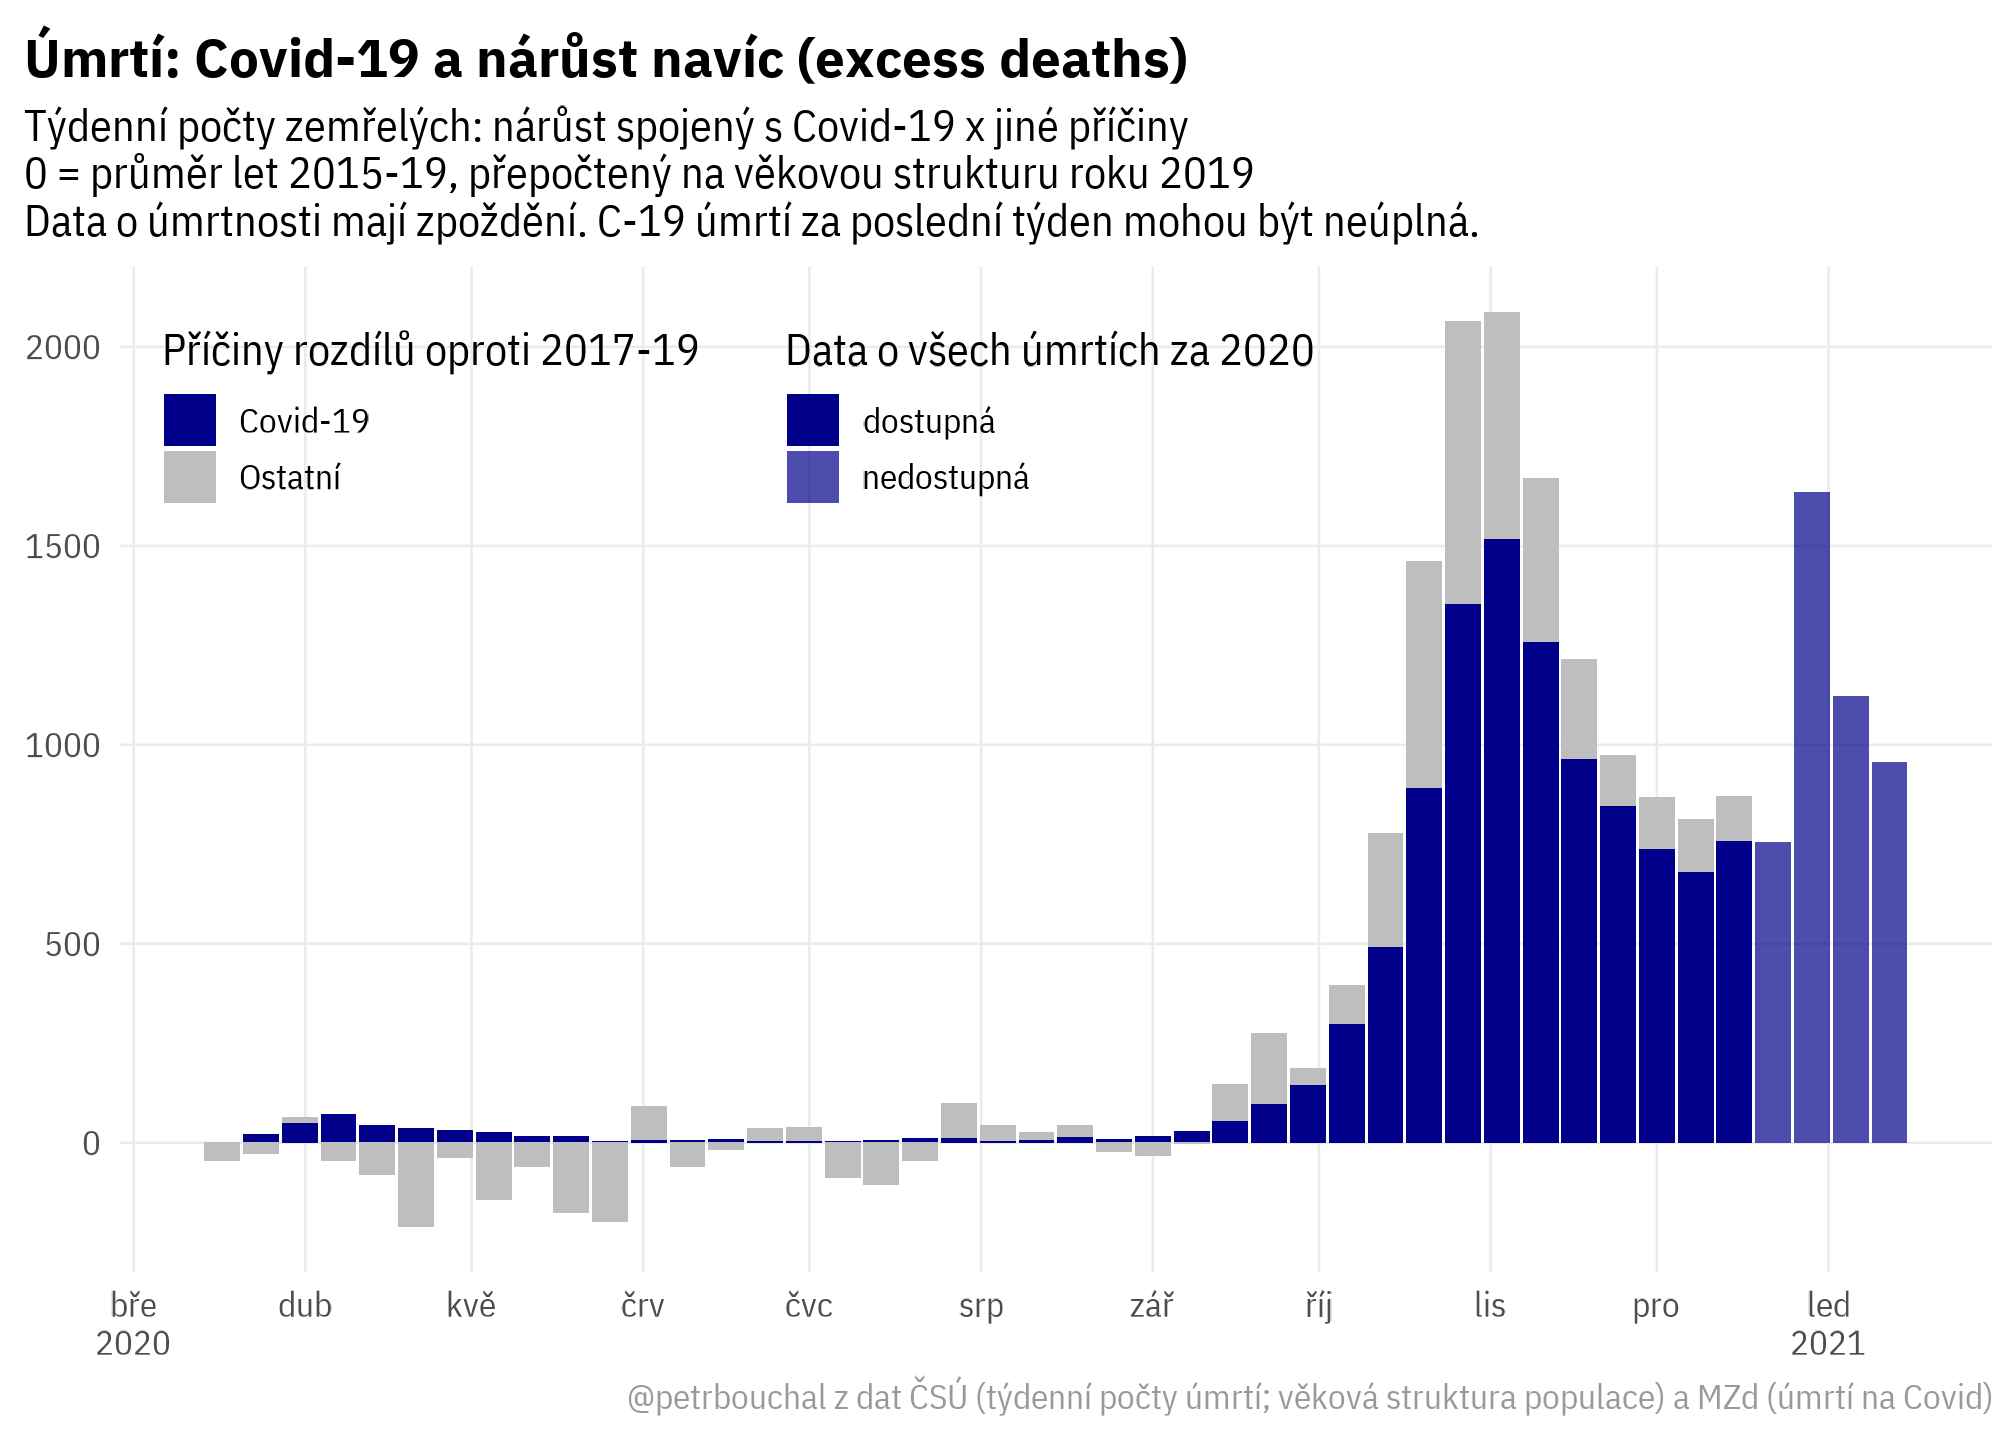 Úmrtí: Covid-19 a nárůst navíc (excess deaths)
Týdenní počty zemřelých: nárůst spojený s Covid-19 x jiné příčiny
0 = průměr let 2015-19, přepočtený na věkovou strukturu roku 2019
Data o úmrtnosti mají zpoždění. C-19 úmrtí za poslední týden mohou být neúplná.
Příčiny rozdílů oproti 2017-19
Covid-19
Ostatní
Data o všech úmrtích za 2020
dostupná
nedostupná
2000
1500
1000
500
0
bře dub kvě črv čvc srp zář říj lis pro led
2020 2021
@petrbouchal z dat ČSÚ (týdenní počty úmrtí; věková struktura populace) a MZd (úmrtí na Covid)